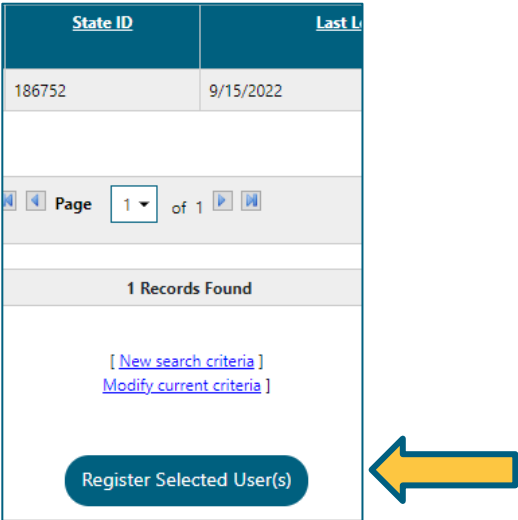 State ID Last L
186752 9/15/2022
Page 1 of 1
1 Records Found
[ New search criteria ]
Modify current criteria ]
Register Selected User(s)